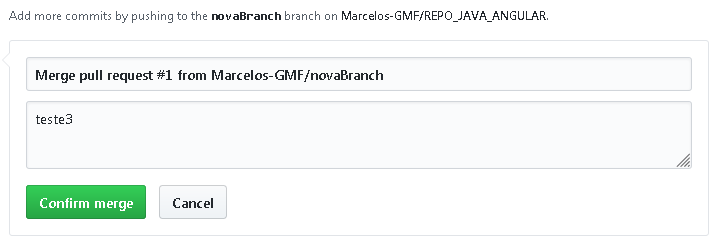 Add more commits by pushing to the novaBranch branch on Marcelos-GMF/REPO_JAVA_ANGULAR.
Merge pull request #1 from Marcelos-GMF/novaBranch
teste3
Confirm merge Cancel